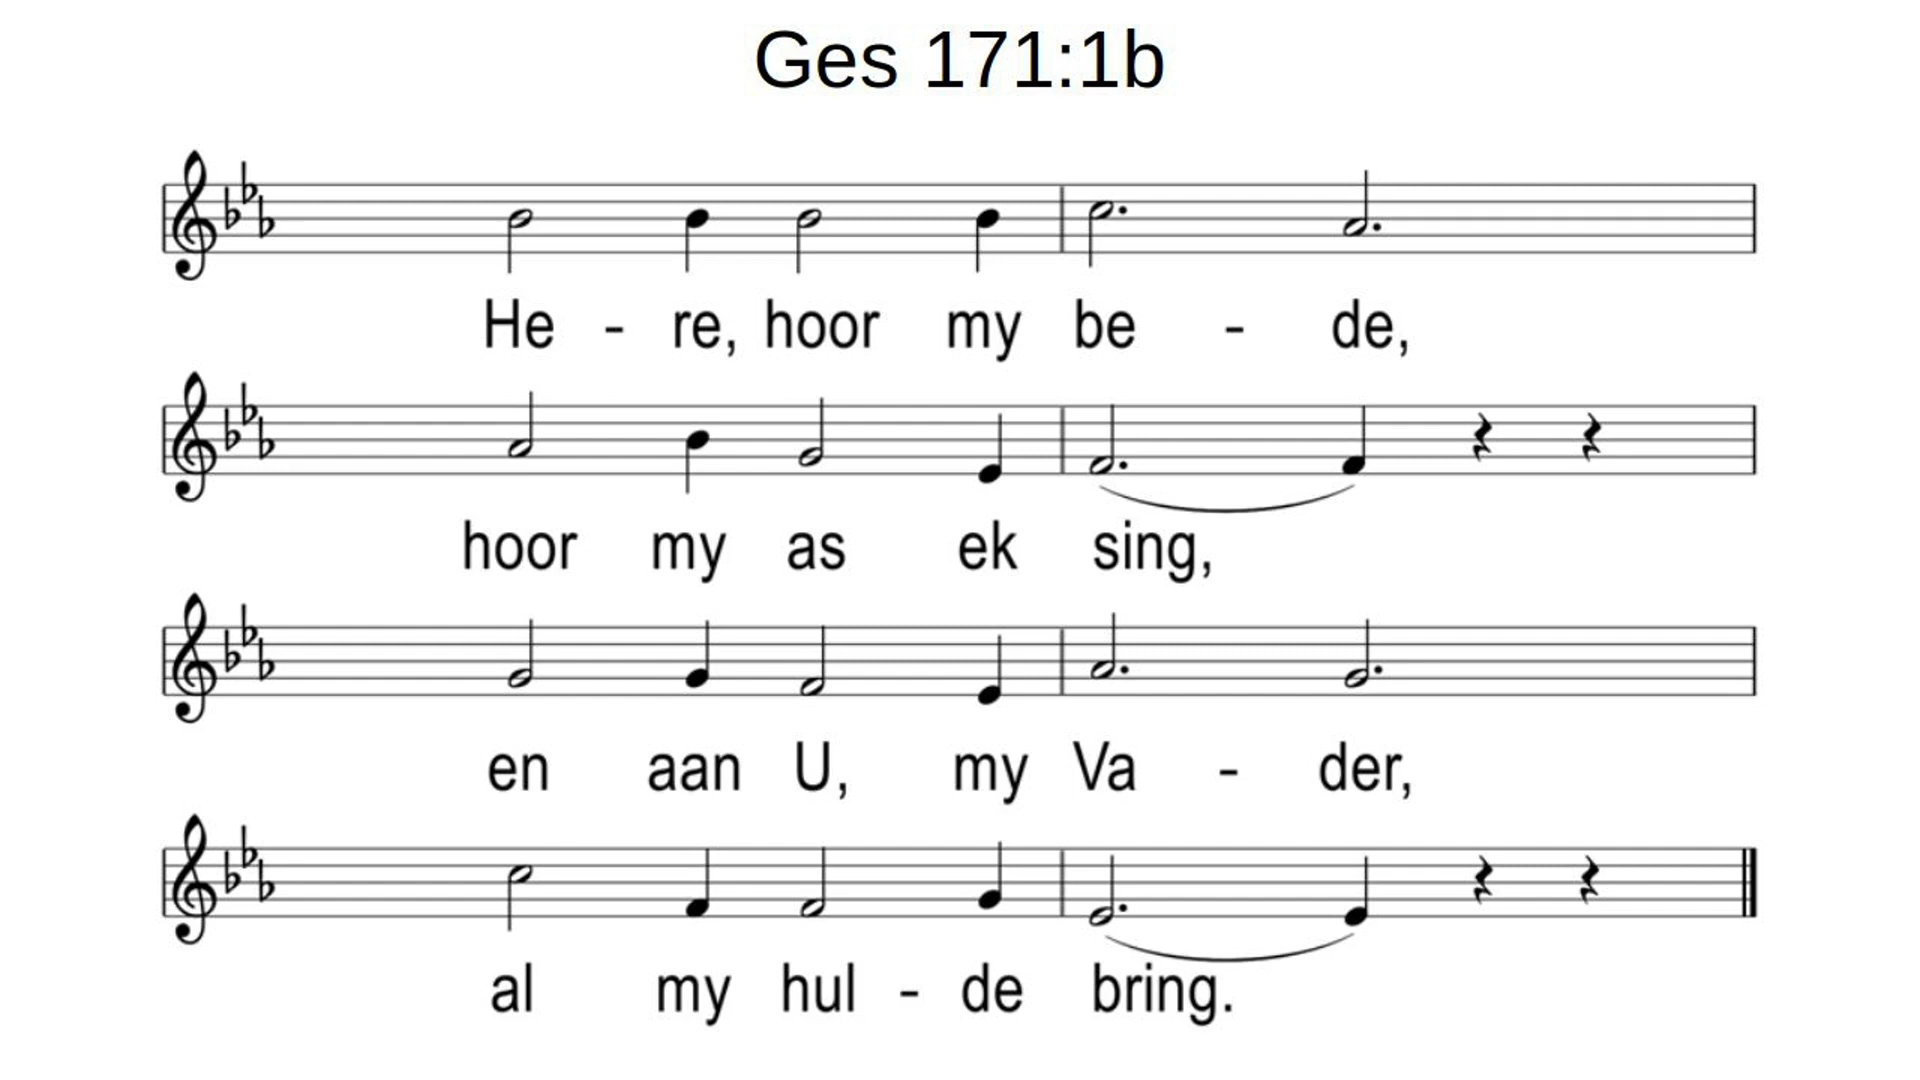 Ges 171:1b
He - re, hoor my be - de,
hoor my as ek sing,
en aan U, my Va - der,
al my hul - de bring.